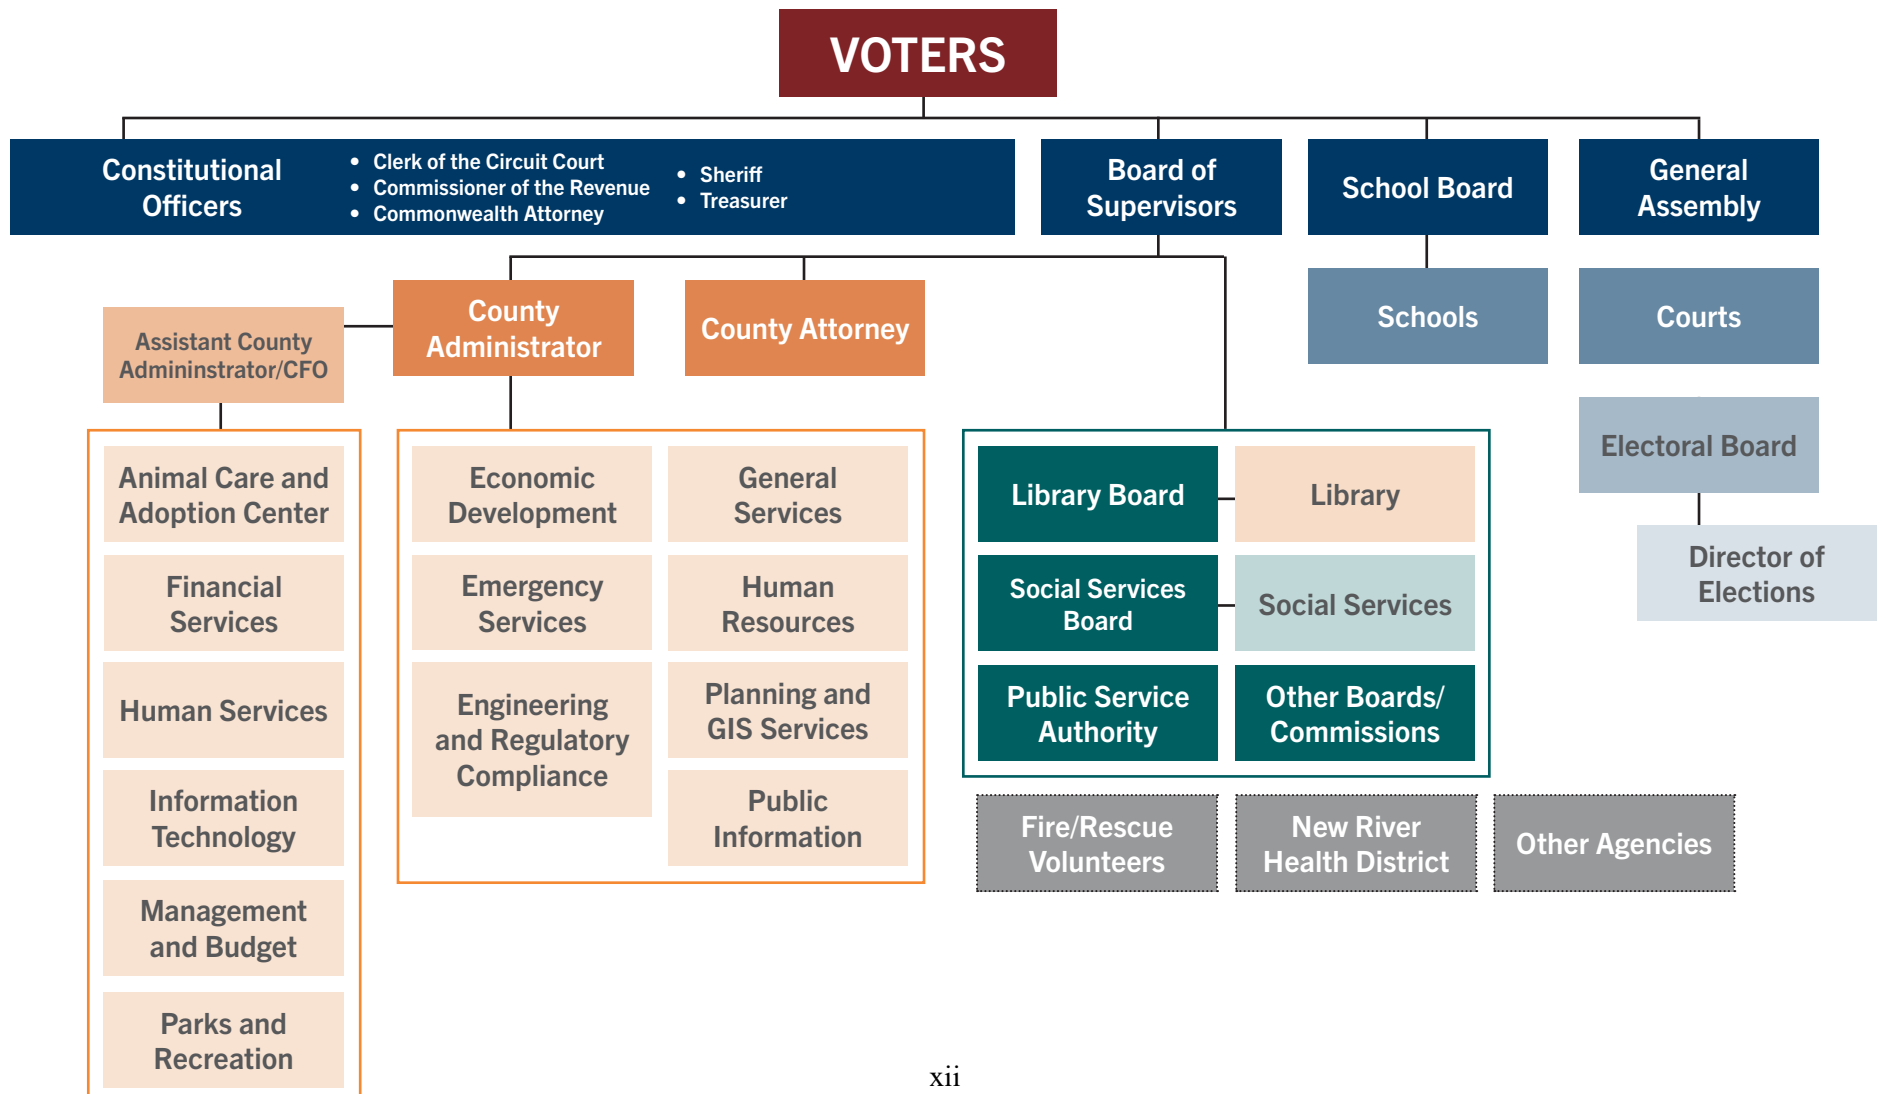 VOTERS
Constitutional
Officers
• Clerk of the Circuit Court
• Commissioner of the Revenue
• Commonwealth Attorney
• Sheriff
• Treasurer
Board of
Supervisors
School Board
General
Assembly
County
Administrator
County Attorney
Schools
Courts
Assistant County
Admininstrator/CFO
Electoral Board
Director of
Elections
Animal Care and
Adoption Center
Financial
Services
Human Services
Information
Technology
Management
and Budget
Parks and
Recreation
Economic
Development
Emergency
Services
Engineering
and Regulatory
Compliance
General
Services
Human
Resources
Planning and
GIS Services
Public
Information
Library Board
Library
Social Services
Board
Social Services
Public Service
Authority
Other Boards/
Commissions
Fire/Rescue
Volunteers
New River
Health District
Other Agencies
xii